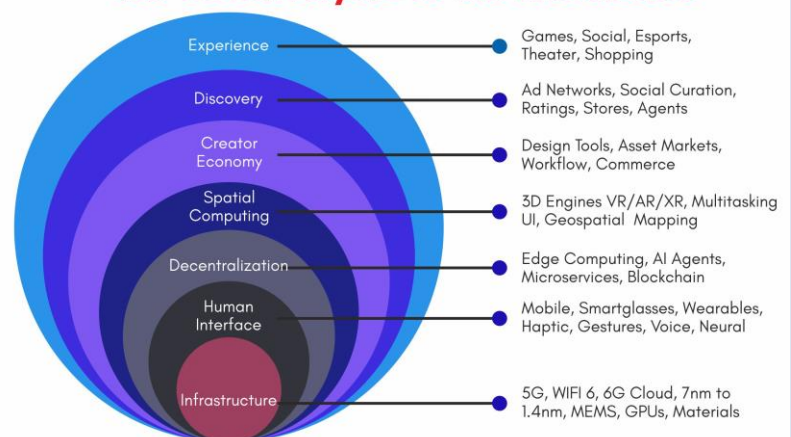 Experience
Games, Social, Esports,
Theater, Shopping
Discovery
Ad Networks, Social Curation,
Ratings, Stores, Agents
Creator
Economy
Design Tools, Asset Markets,
Workflow, Commerce
Spatial
Computing
3D Engines VR/AR/XR, Multitasking
UI, Geospatial Mapping
Decentralization
Edge Computing, AI Agents,
Microservices, Blockchain
Human
Interface
Mobile, Smartglasses, Wearables,
Haptic, Gestures, Voice, Neural
Infrastructure
5G, WIFI 6, 6G Cloud, 7nm to
1.4nm, MEMS, GPUs, Materials